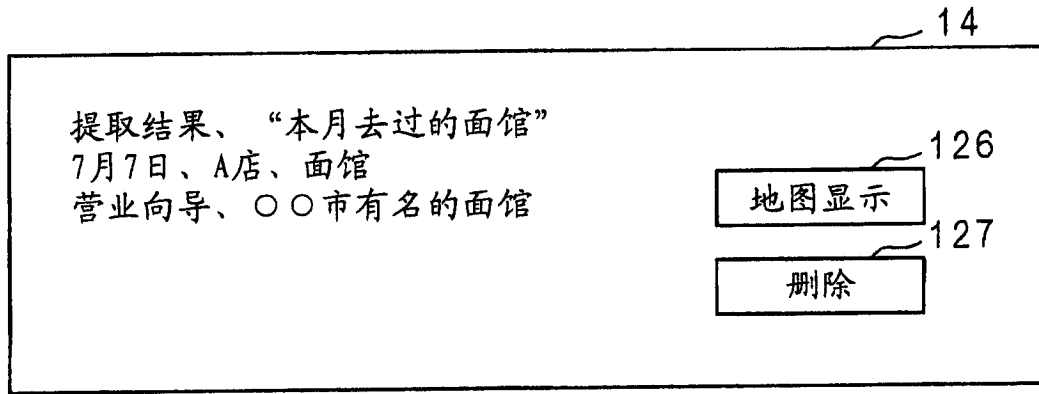 14
提取结果、“本月去过的面馆”
7月7日、A店、面馆
营业向导、○○市有名的面馆
126
地图显示
127
删除